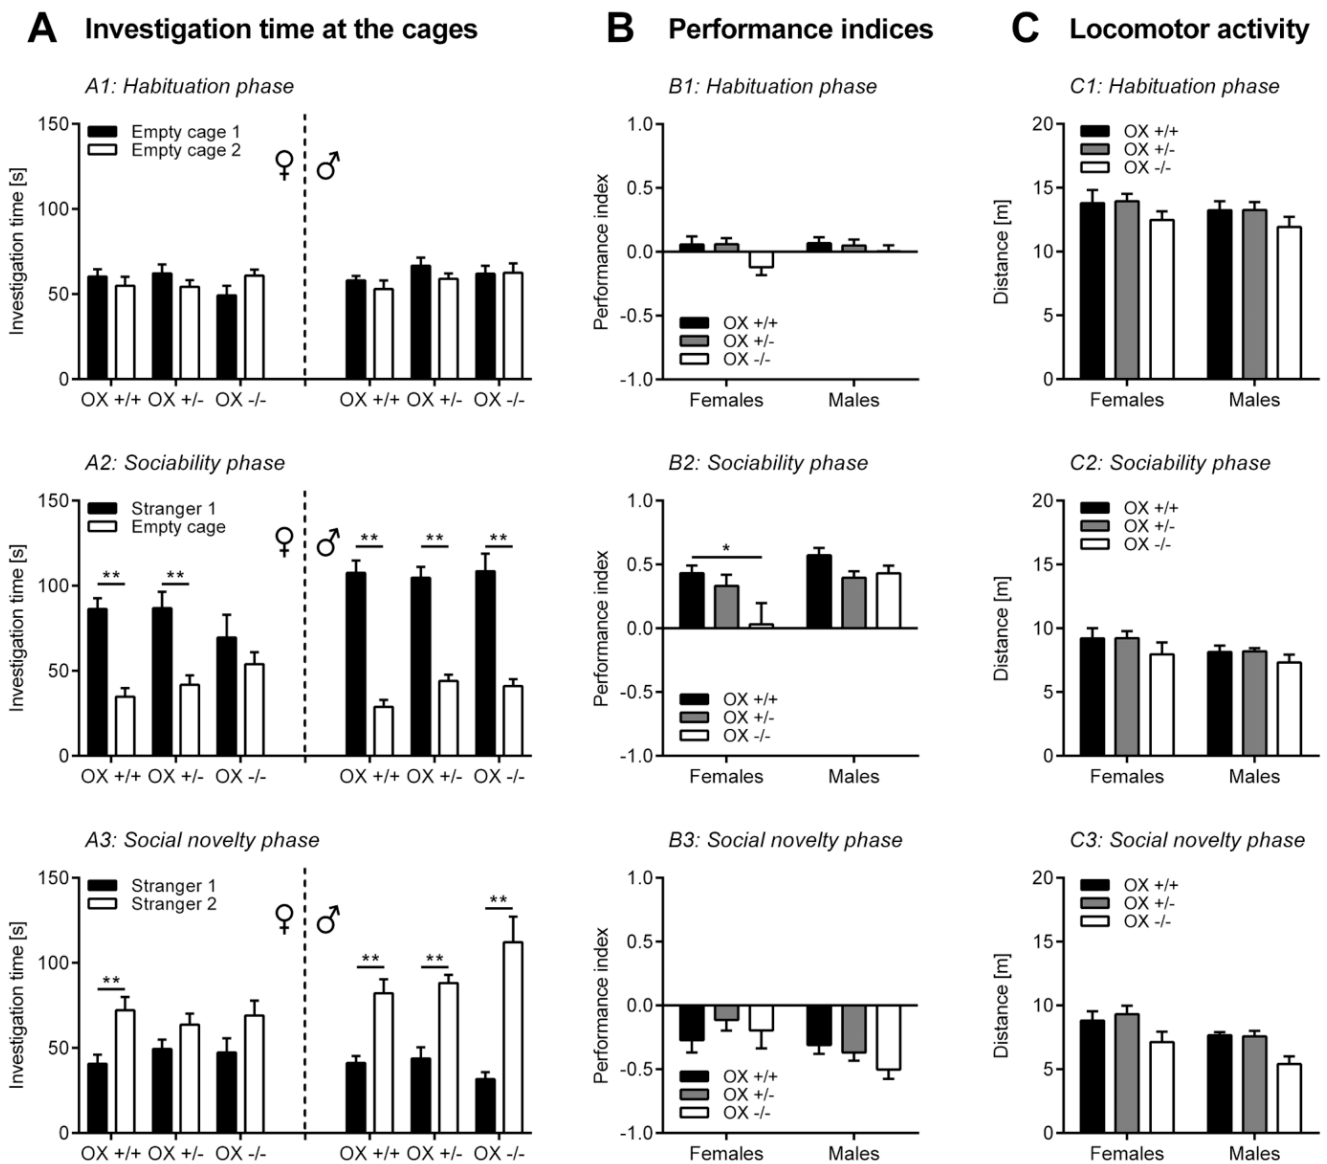 A Investigation time at the cages
B Performance indices
C Locomotor activity
A1: Habituation phase
150
100
50
0
Investigation time [s]
Empty cage 1
Empty cage 2
♀ ♂
OX +/+ OX +/- OX -/- OX +/+ OX +/- OX -/-
B1: Habituation phase
1.0
0.5
0.0
-0.5
-1.0
Performance index
OX +/+
OX +/-
OX -/-
Females Males
C1: Habituation phase
20
15
10
5
0
Distance [m]
OX +/+
OX +/-
OX -/-
Females Males
A2: Sociability phase
150
100
50
0
Investigation time [s]
Stranger 1
Empty cage
♀ ♂
** ** ** ** **
OX +/+ OX +/- OX -/- OX +/+ OX +/- OX -/-
B2: Sociability phase
1.0
0.5
0.0
-0.5
-1.0
Performance index
*
OX +/+
OX +/-
OX -/-
Females Males
C2: Sociability phase
20
15
10
5
0
Distance [m]
OX +/+
OX +/-
OX -/-
Females Males
A3: Social novelty phase
150
100
50
0
Investigation time [s]
Stranger 1
Stranger 2
♀ ♂
** ** ** **
OX +/+ OX +/- OX -/- OX +/+ OX +/- OX -/-
B3: Social novelty phase
1.0
0.5
0.0
-0.5
-1.0
Performance index
OX +/+
OX +/-
OX -/-
Females Males
C3: Social novelty phase
20
15
10
5
0
Distance [m]
OX +/+
OX +/-
OX -/-
Females Males